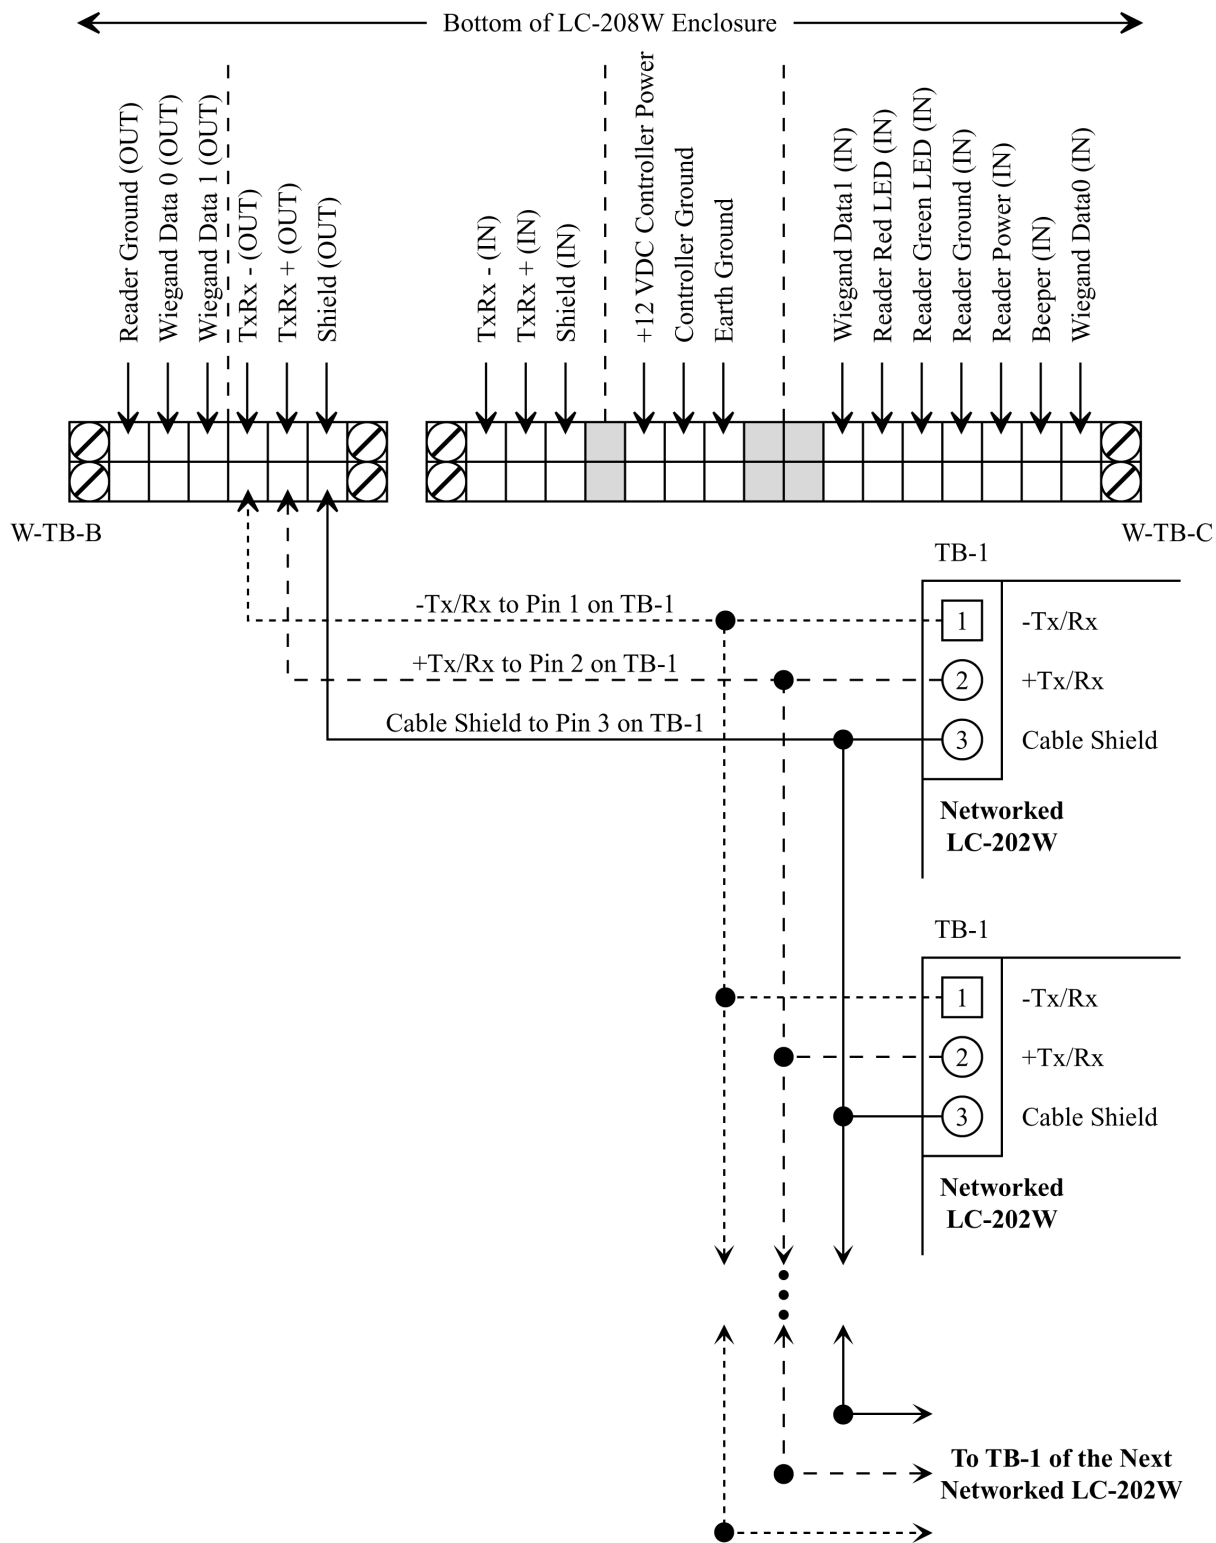 Bottom of LC-208W Enclosure
Reader Ground (OUT)
Wiegand Data 0 (OUT)
Wiegand Data 1 (OUT)
TxRx - (OUT)
TxRx + (OUT)
Shield (OUT)
TxRx - (IN)
TxRx + (IN)
Shield (IN)
+12 VDC Controller Power
Controller Ground
Earth Ground
Wiegand Data1 (IN)
Reader Red LED (IN)
Reader Green LED (IN)
Reader Ground (IN)
Reader Power (IN)
Beeper (IN)
Wiegand Data0 (IN)
W-TB-B
W-TB-C
TB-1
-Tx/Rx to Pin 1 on TB-1
1
-Tx/Rx
+Tx/Rx to Pin 2 on TB-1
2
+Tx/Rx
Cable Shield to Pin 3 on TB-1
3
Cable Shield
Networked
LC-202W
TB-1
1
-Tx/Rx
2
+Tx/Rx
3
Cable Shield
Networked
LC-202W
To TB-1 of the Next
Networked LC-202W